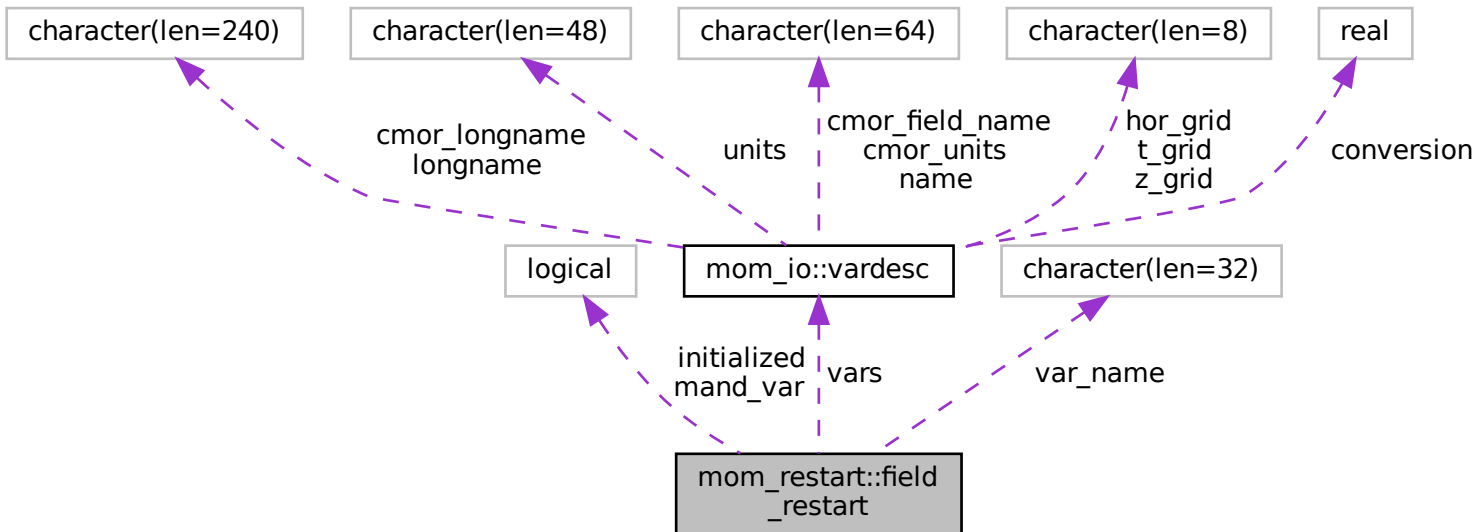 character(len=240)
character(len=48)
character(len=64)
character(len=8)
real
cmor_longname
longname
units
cmor_field_name
cmor_units
name
hor_grid
t_grid
z_grid
conversion
logical
mom_io::vardesc
character(len=32)
initialized
mand_var
vars
var_name
mom_restart::field
_restart